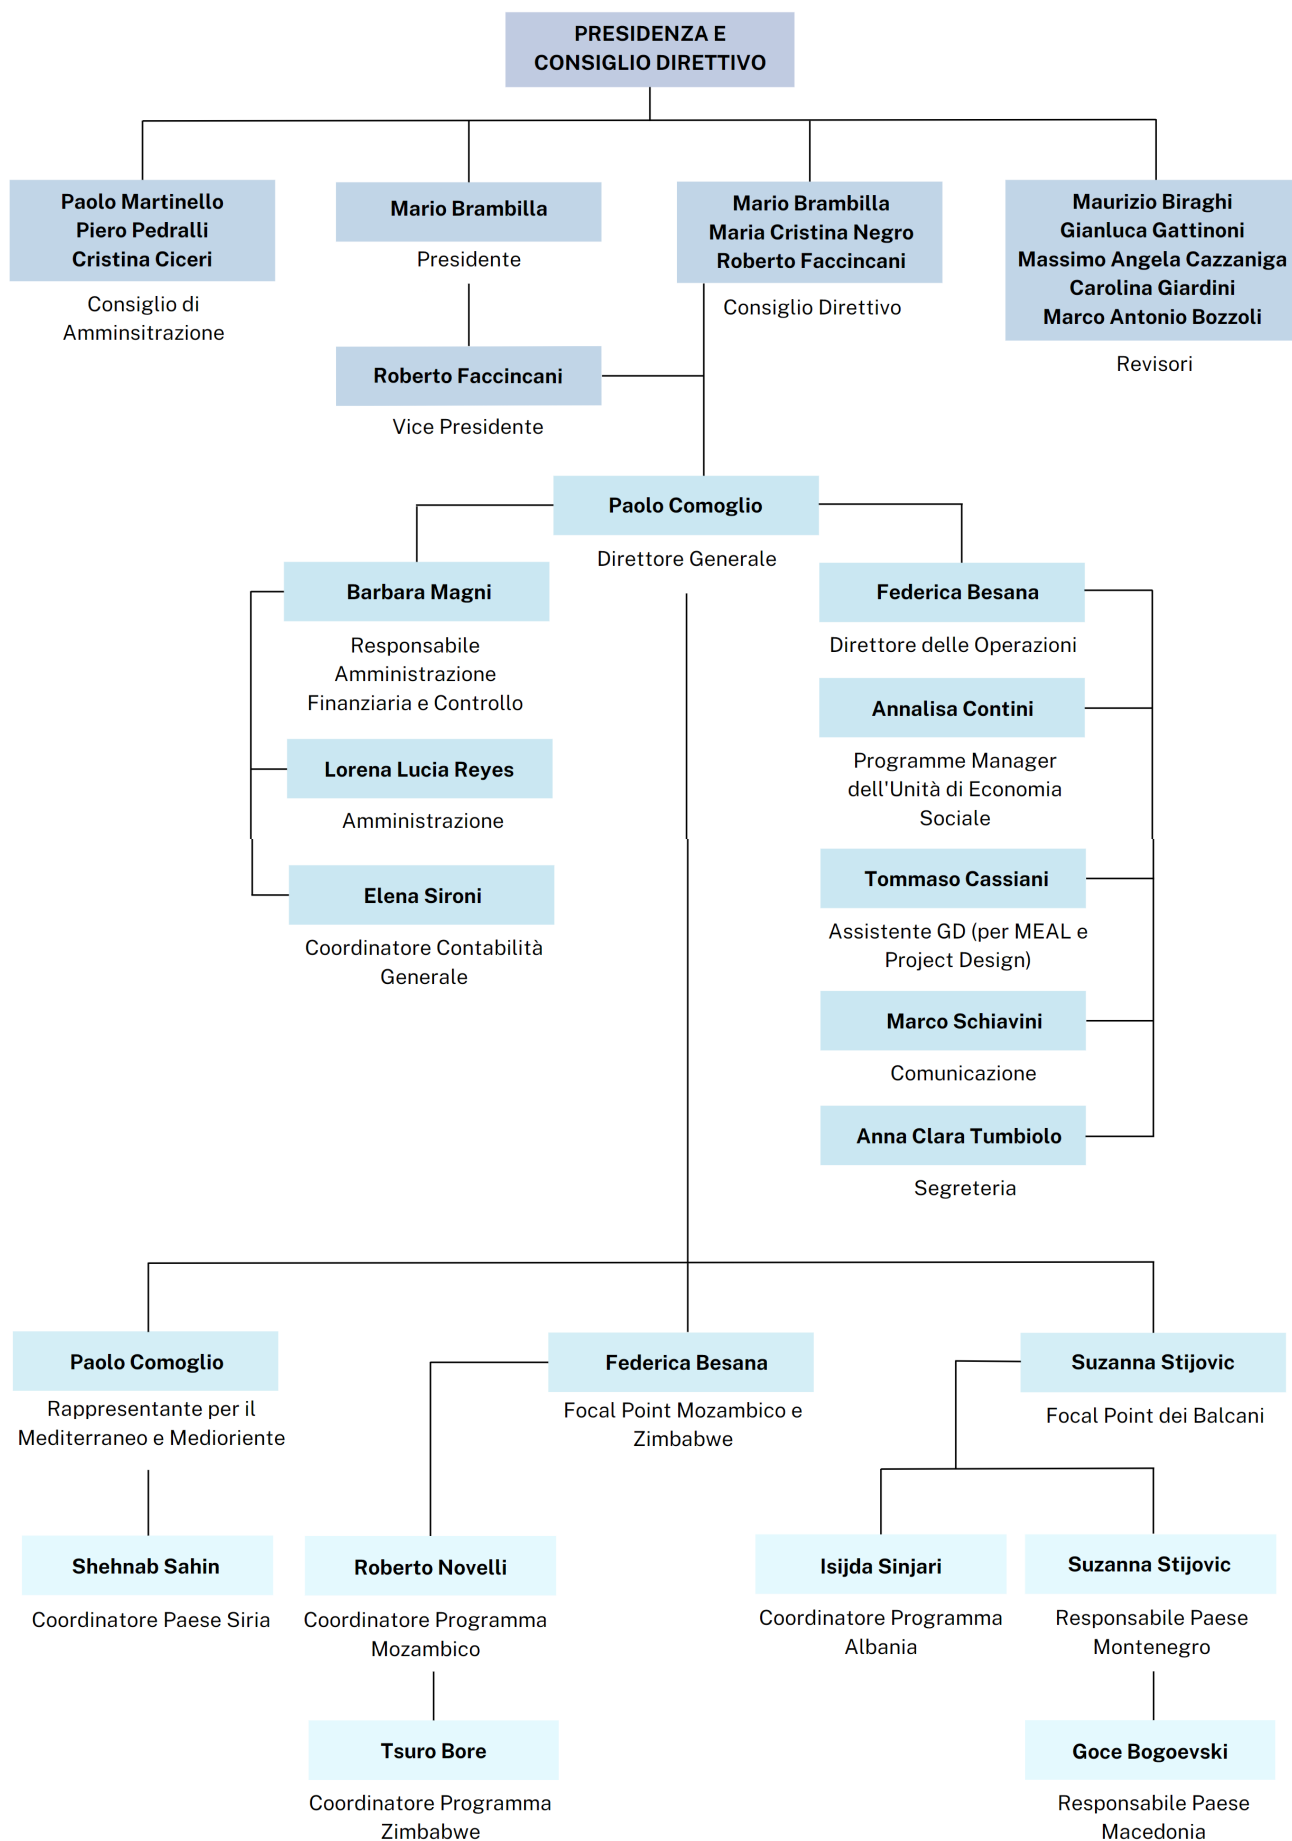 PRESIDENZA E
CONSIGLIO DIRETTIVO
Paolo Martinello
Piero Pedralli
Cristina Ciceri
Consiglio di
Amminsitrazione
Mario Brambilla
Presidente
Roberto Faccincani
Vice Presidente
Mario Brambilla
Maria Cristina Negro
Roberto Faccincani
Consiglio Direttivo
Maurizio Biraghi
Gianluca Gattinoni
Massimo Angela Cazzaniga
Carolina Giardini
Marco Antonio Bozzoli
Revisori
Paolo Comoglio
Direttore Generale
Barbara Magni
Responsabile
Amministrazione
Finanziaria e Controllo
Lorena Lucia Reyes
Amministrazione
Elena Sironi
Coordinatore Contabilità
Generale
Federica Besana
Direttore delle Operazioni
Annalisa Contini
Programme Manager
dell'Unità di Economia
Sociale
Tommaso Cassiani
Assistente GD (per MEAL e
Project Design)
Marco Schiavini
Comunicazione
Anna Clara Tumbiolo
Segreteria
Paolo Comoglio
Rappresentante per il
Mediterraneo e Medioriente
Shehnab Sahin
Coordinatore Paese Siria
Federica Besana
Focal Point Mozambico e
Zimbabwe
Roberto Novelli
Coordinatore Programma
Mozambico
Tsuro Bore
Coordinatore Programma
Zimbabwe
Suzanna Stijovic
Focal Point dei Balcani
Isijda Sinjari
Coordinatore Programma
Albania
Suzanna Stijovic
Responsabile Paese
Montenegro
Goce Bogoevski
Responsabile Paese
Macedonia